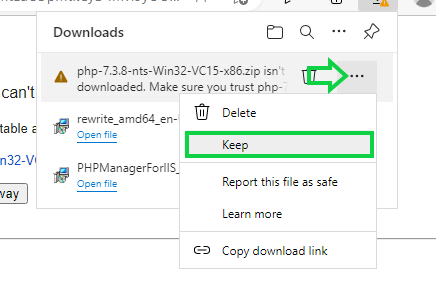 Downloads
can't
php-7.3.8-nts-Win32-VC15-x86.zip isn't
downloaded. Make sure you trust php-7
table a
rewrite_amd64_en-
Open file
Win32-VC
PHPManagerForIIS_
Open file
way
Delete
Keep
Report this file as safe
Learn more
Copy download link